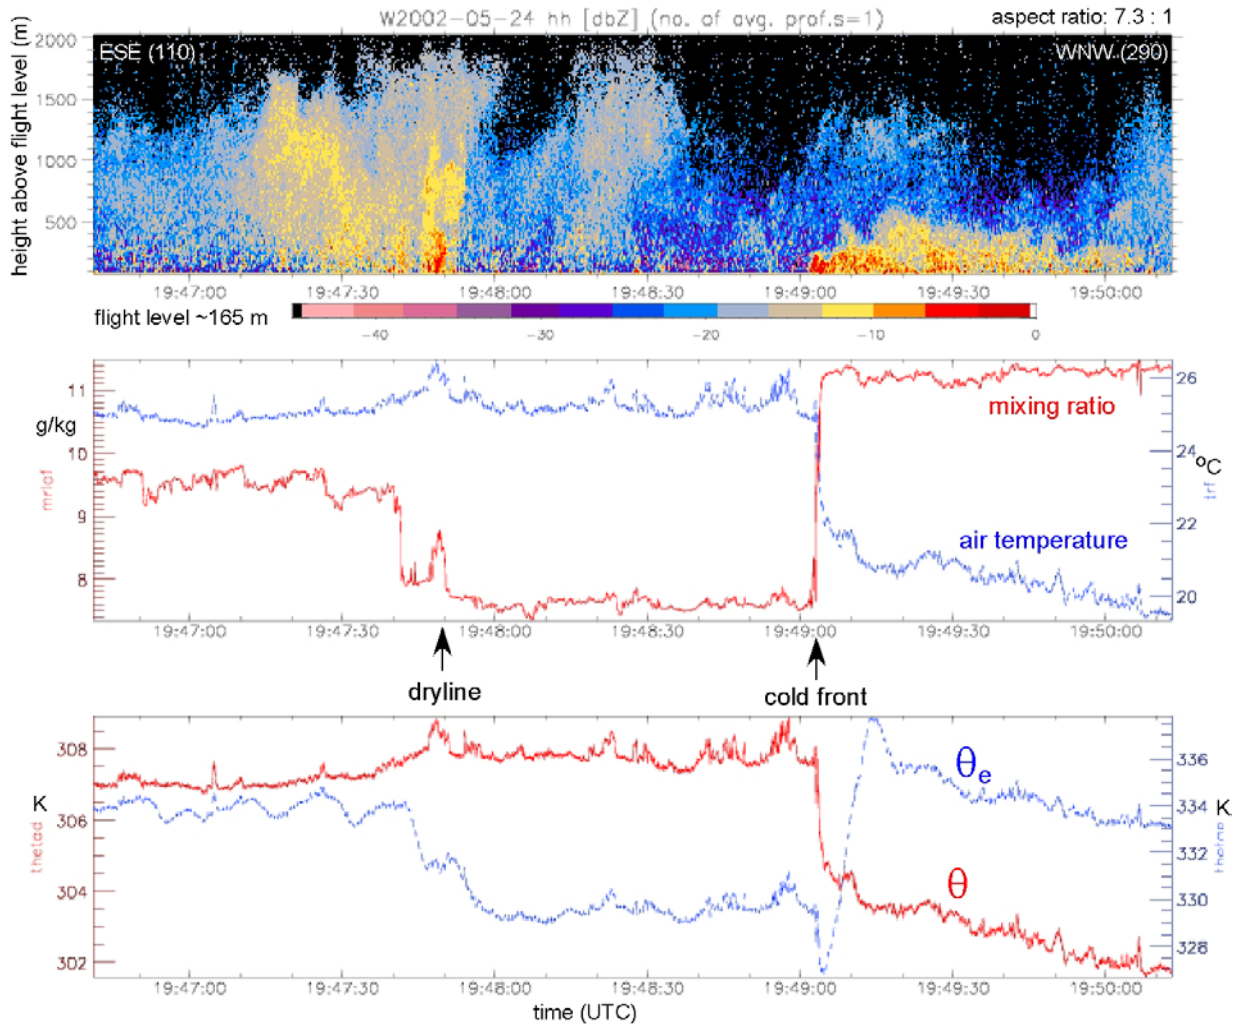 W2002-05-24 hh [dbZ] (no. of avg. prof.s=1)
aspect ratio: 7.3 : 1
height above flight level (m)
2000
1500
1000
500
ESE (110)
WNW (290)
19:47:00 19:47:30 19:48:00 19:48:30 19:49:00 19:49:30 19:50:00
flight level ~165 m
-40 -30 -20 -10 0
11
g/kg
10
9
8
mrlaf
mixing ratio
air temperature
26
24
°C
22
20
trf
19:47:00 19:47:30 19:48:00 19:48:30 19:49:00 19:49:30 19:50:00
dryline
cold front
308
K
306
304
302
thetad
θe
θ
336
334
K
332
330
328
19:47:00 19:47:30 19:48:00 19:48:30 19:49:00 19:49:30 19:50:00
time (UTC)